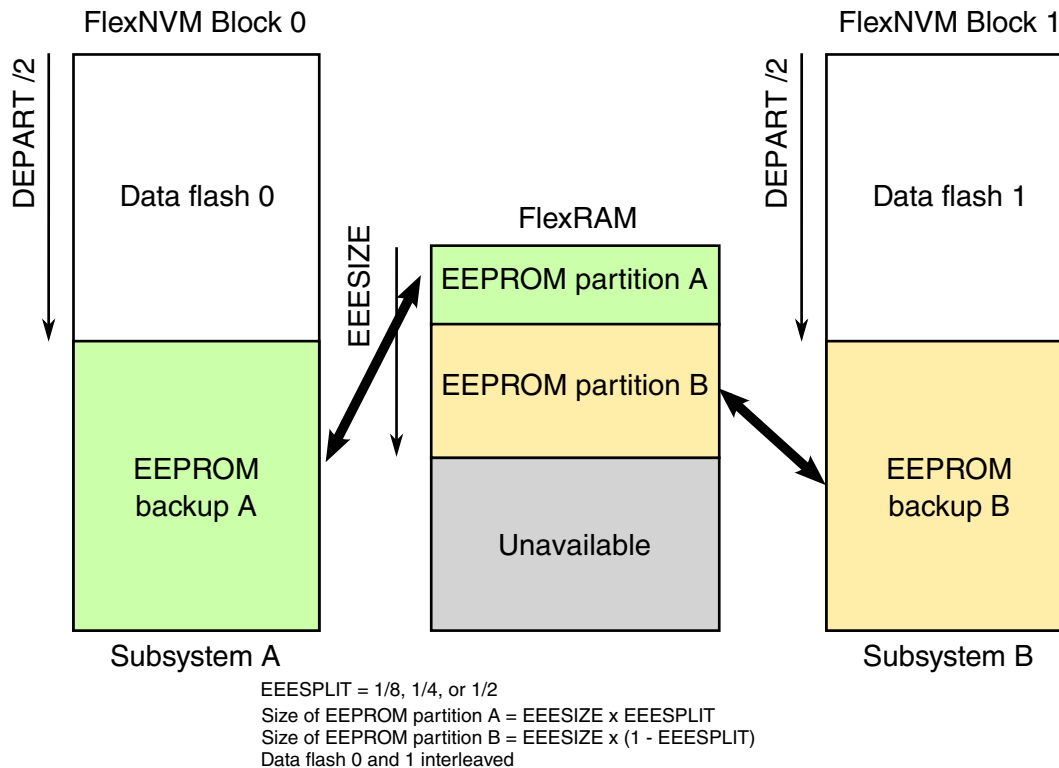 FlexNVM Block 0
FlexNVM Block 1
DEPART /2
Data flash 0
DEPART /2
Data flash 1
FlexRAM
EEESIZE
EEPROM partition A
EEPROM partition B
EEPROM
backup A
Unavailable
EEPROM
backup B
Subsystem A
Subsystem B
EEESPLIT = 1/8, 1/4, or 1/2
Size of EEPROM partition A = EEESIZE x EEESPLIT
Size of EEPROM partition B = EEESIZE x (1 - EEESPLIT)
Data flash 0 and 1 interleaved